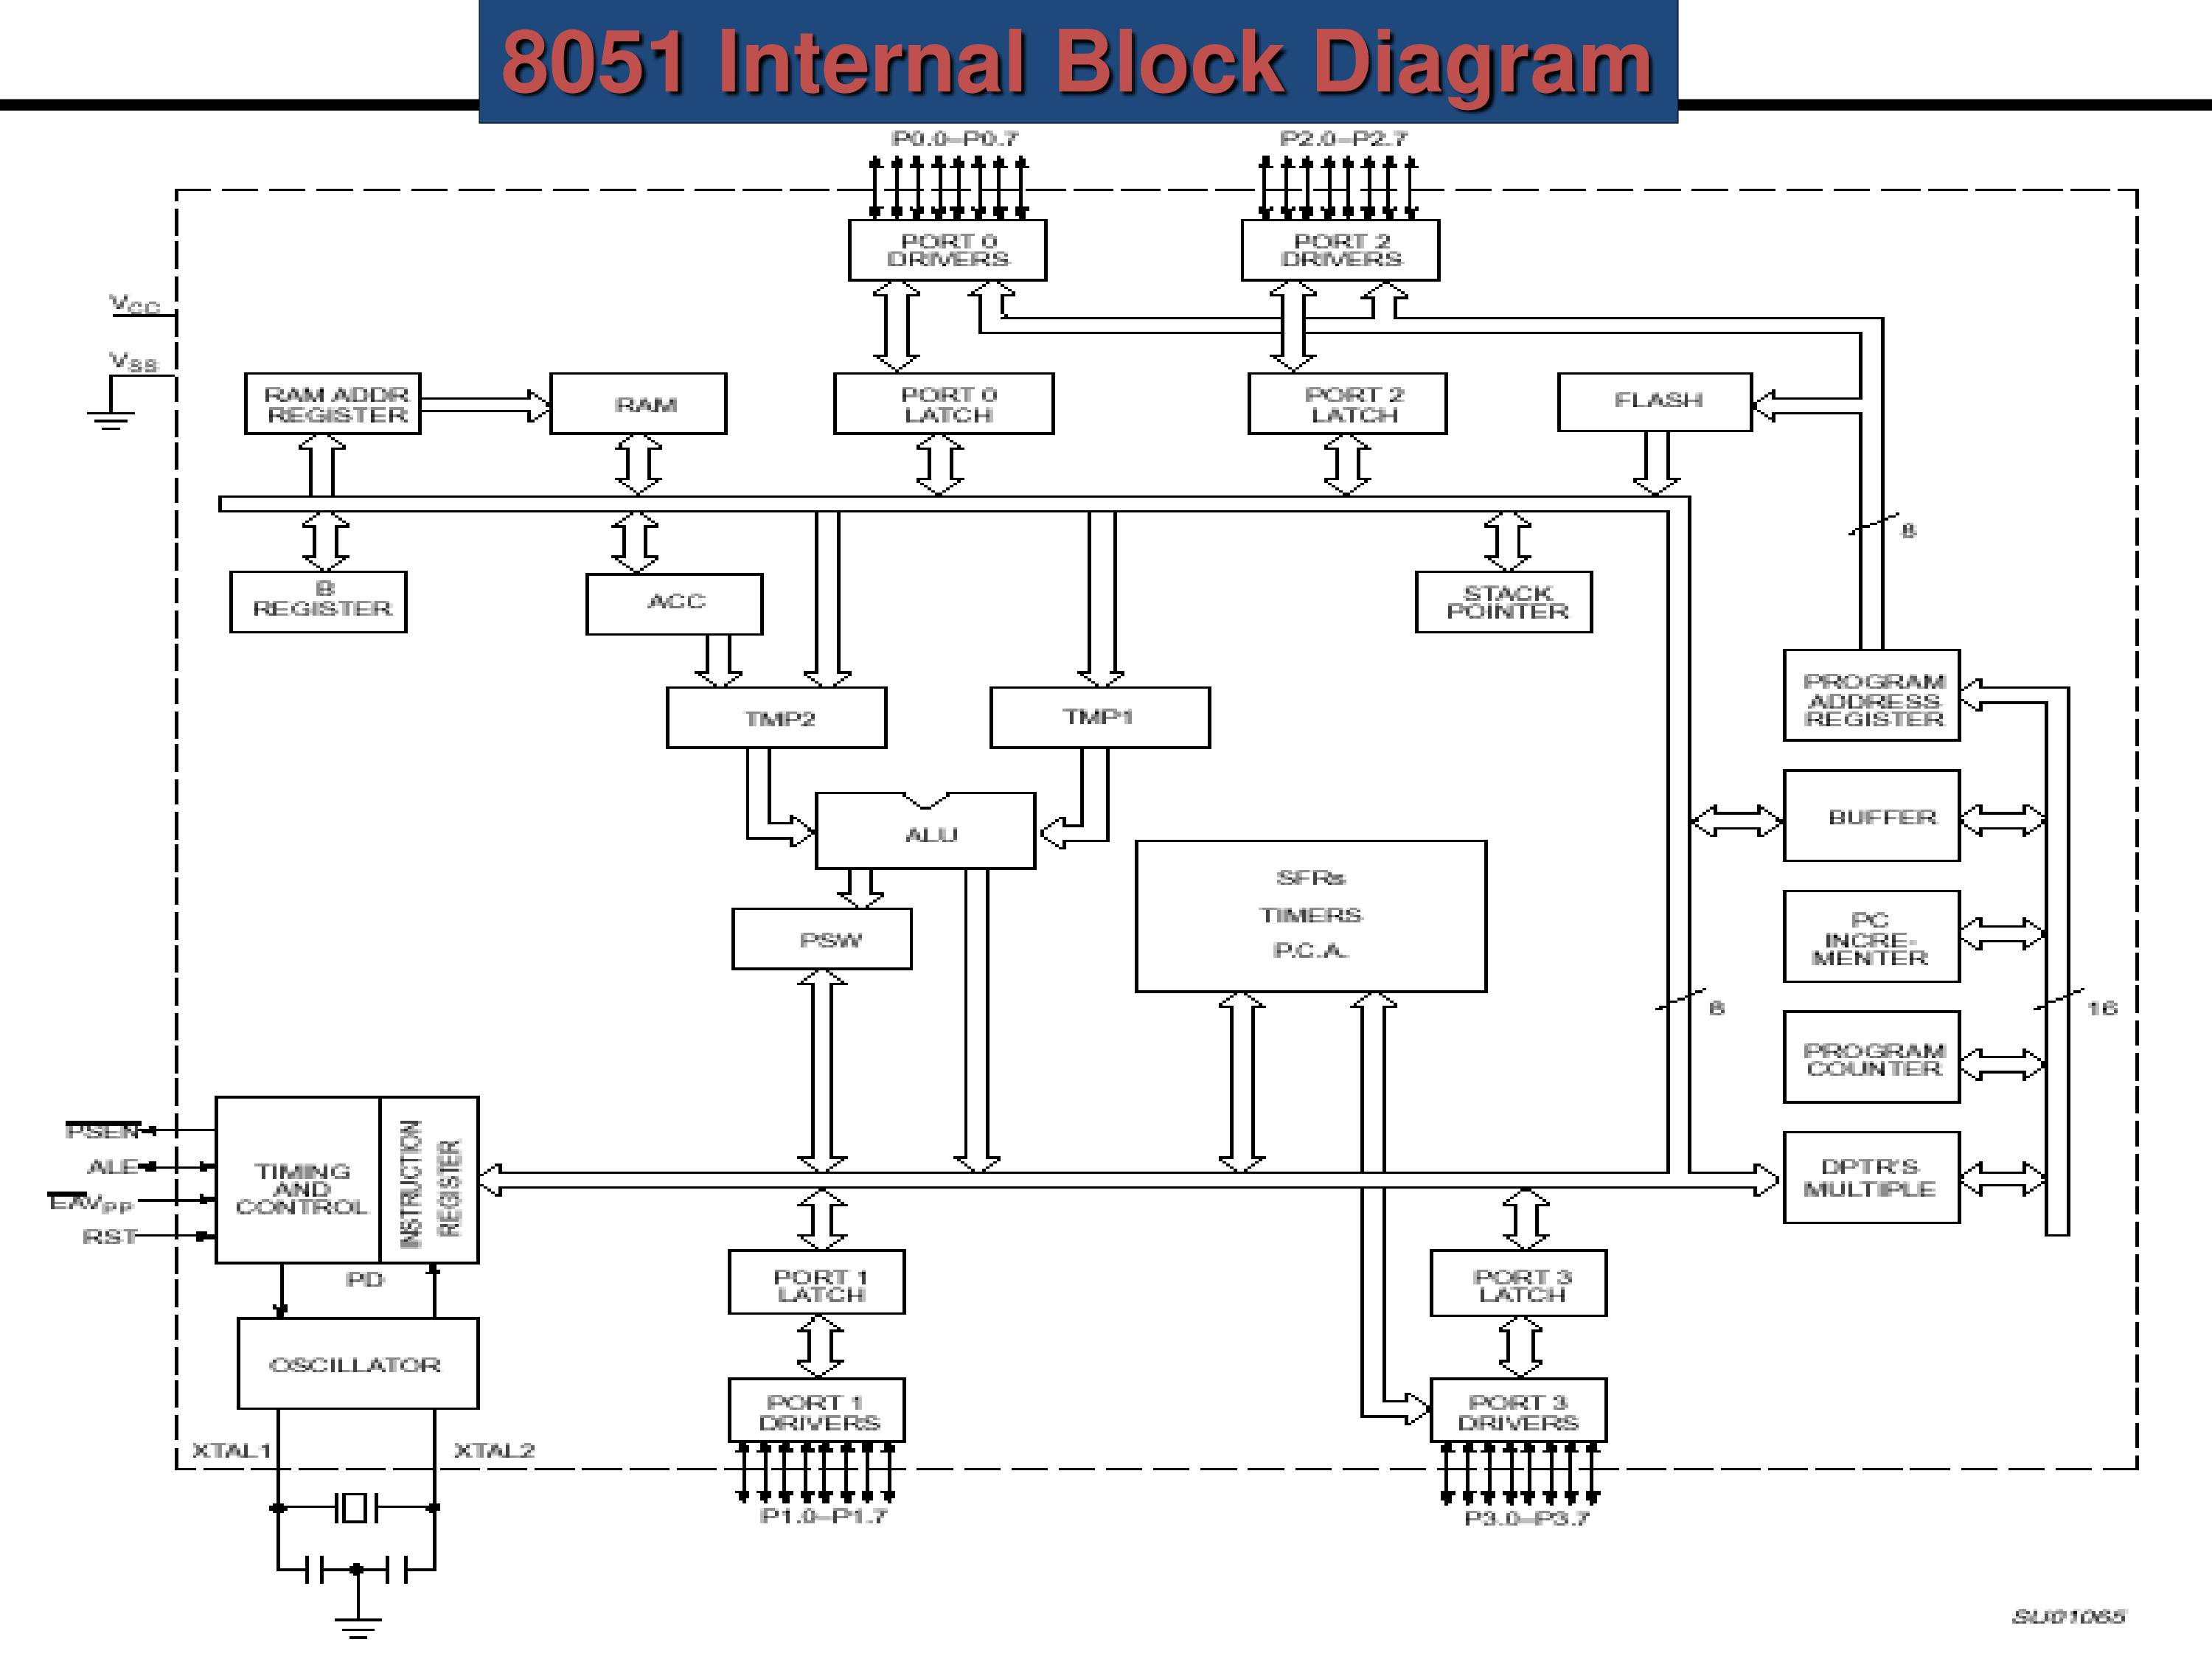 8051 Internal Block Diagram
P0.0–P0.7
P2.0–P2.7
PORT 0
DRIVERS
PORT 2
DRIVERS
VCC
VSS
RAM ADDR
REGISTER
RAM
PORT 0
LATCH
PORT 2
LATCH
FLASH
8
B
REGISTER
ACC
STACK
POINTER
PROGRAM
ADDRESS
REGISTER
TMP2
TMP1
BUFFER
ALU
SFRs
TIMERS
P.C.A.
PSW
PC
INCRE-
MENTER
8
16
PROGRAM
COUNTER
PSEN
ALE
EAVPP
RST
TIMING
AND
CONTROL
INSTRUCTION
REGISTER
DPTR'S
MULTIPLE
PD
PORT 1
LATCH
PORT 3
LATCH
OSCILLATOR
PORT 1
DRIVERS
PORT 3
DRIVERS
XTAL1
XTAL2
P1.0–P1.7
P3.0–P3.7
SU01065